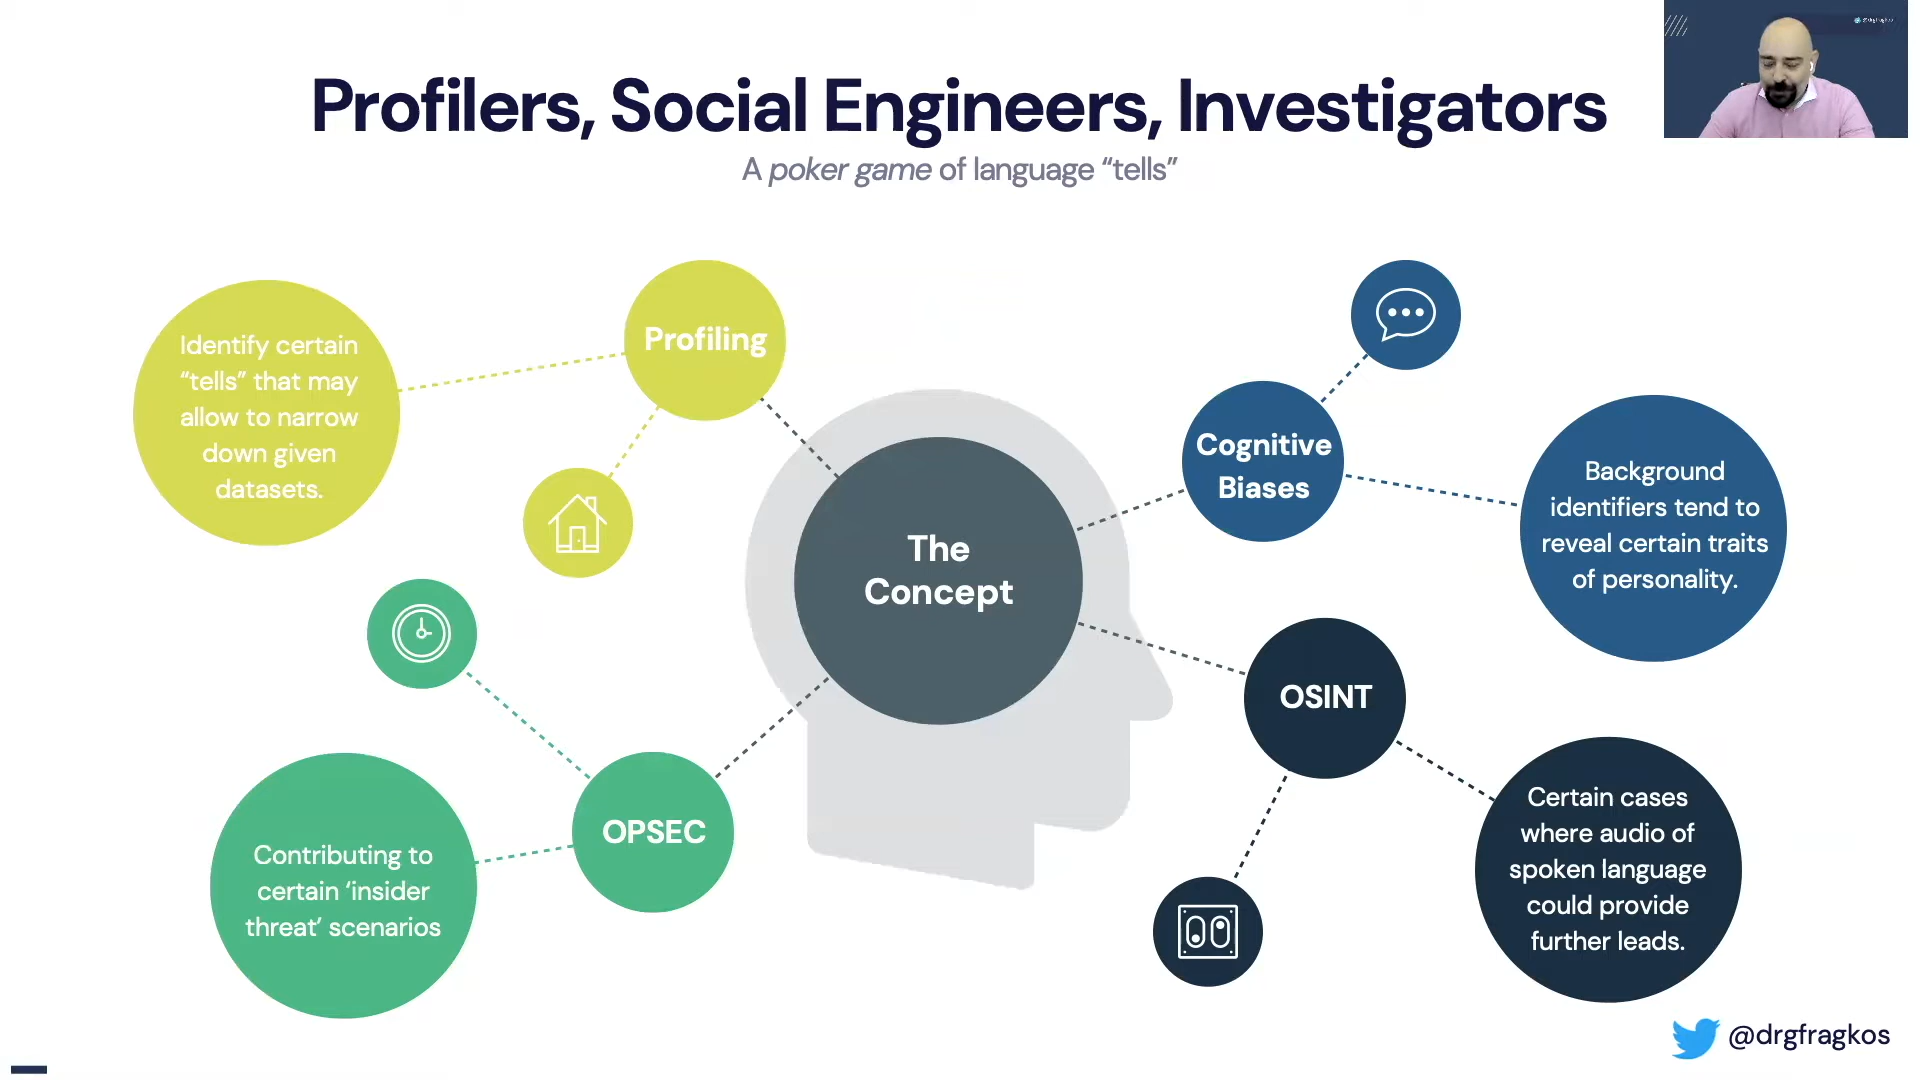 Profilers, Social Engineers, Investigators
A poker game of language “tells”
Identify certain
“tells” that may
allow to narrow
down given
datasets.
Profiling
Cognitive
Biases
Background
identifiers tend to
reveal certain traits
of personality.
The
Concept
OSINT
Certain cases
where audio of
spoken language
could provide
further leads.
OPSEC
Contributing to
certain ‘insider
threat’ scenarios
@drgfragkos